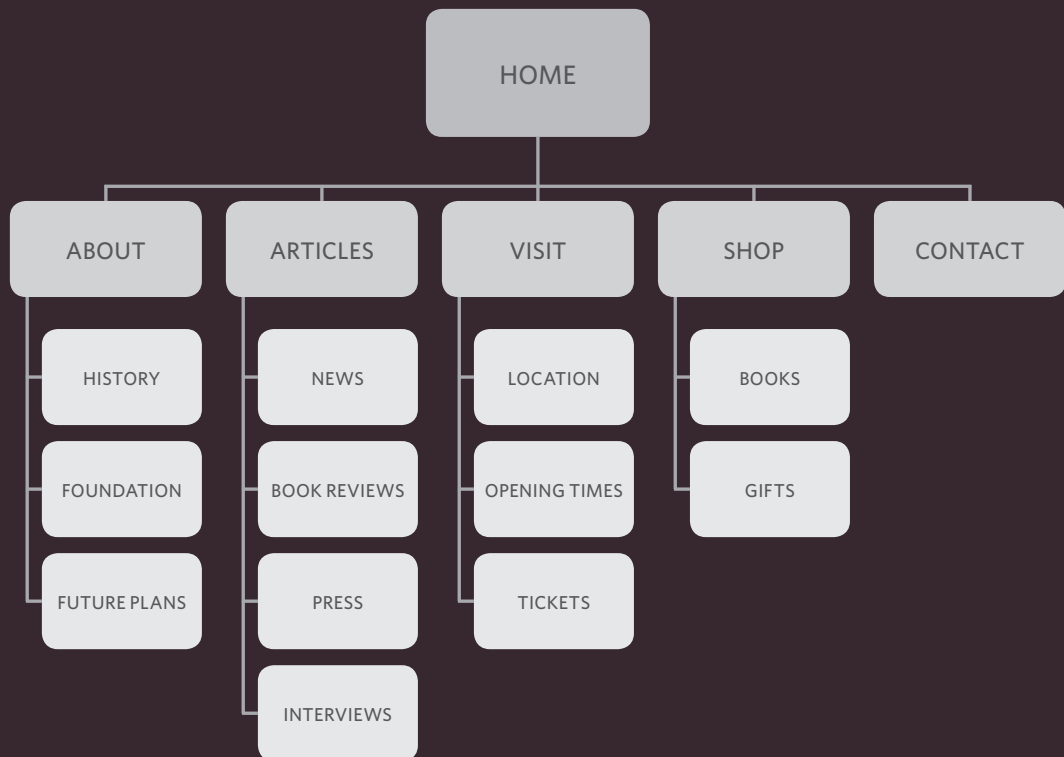 HOME
ABOUT
ARTICLES
VISIT
SHOP
CONTACT
HISTORY
NEWS
LOCATION
BOOKS
FOUNDATION
BOOK REVIEWS
OPENING TIMES
GIFTS
FUTURE PLANS
PRESS
TICKETS
INTERVIEWS